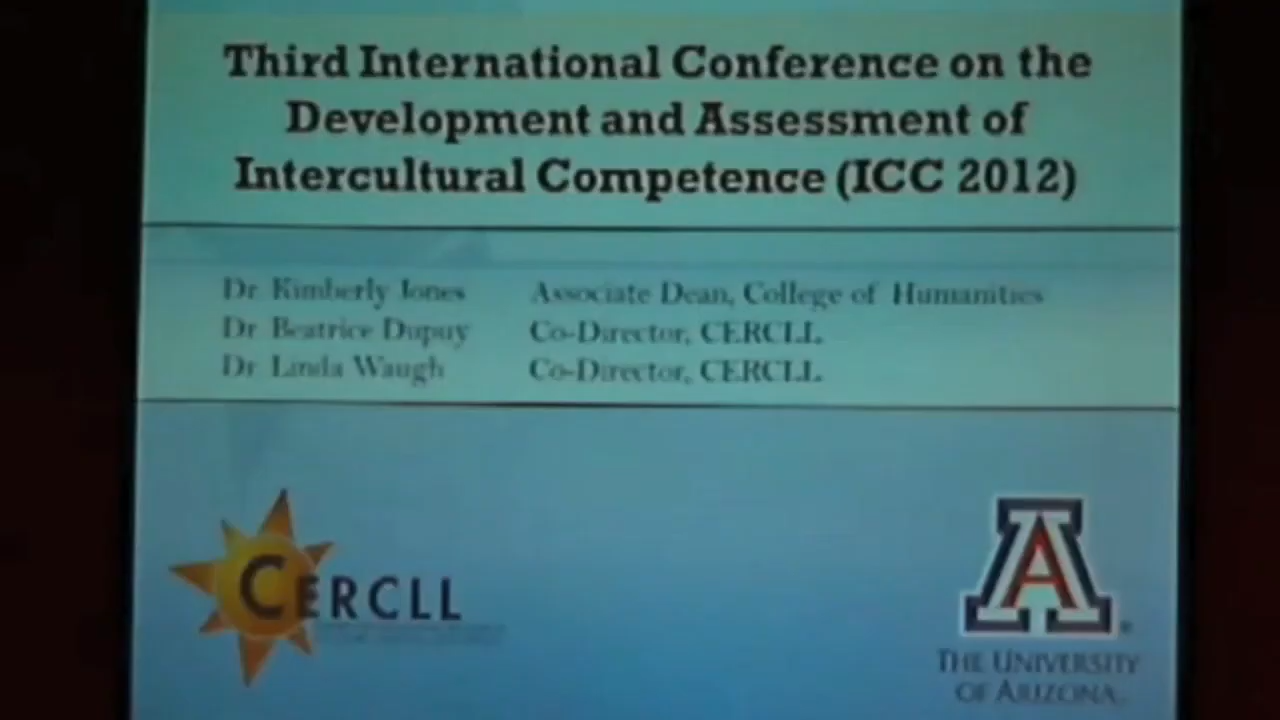 Third International Conference on the
Development and Assessment of
Intercultural Competence (ICC 2012)
Dr Kimberly Jones Associate Dean, College of Humanities
Dr Beatrice Dupuy Co-Director, CERCLL
Dr Linda Waugh Co-Director, CERCLL
CERCLL
A
THE UNIVERSITY
OF ARIZONA.